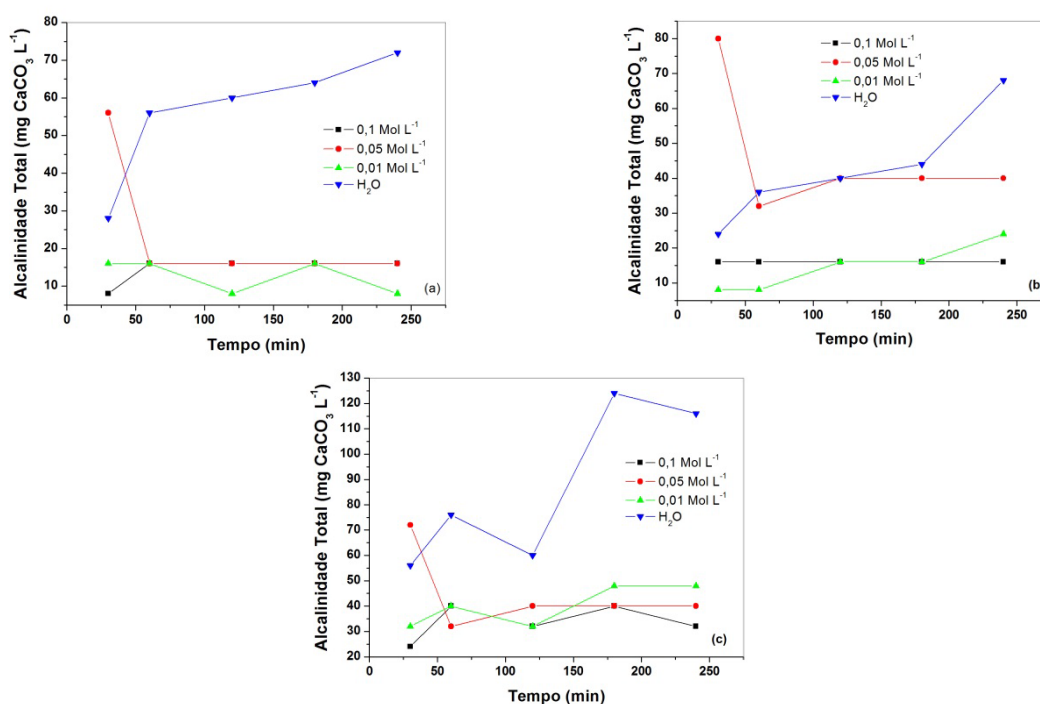 Alcalinidade Total (mg CaCO₃ L⁻¹)
80
70
60
50
40
30
20
10
0,1 Mol L⁻¹
0,05 Mol L⁻¹
0,01 Mol L⁻¹
H₂O
(a)
0 50 100 150 200 250
Tempo (min)
Alcalinidade Total (mg CaCO₃ L⁻¹)
80
70
60
50
40
30
20
10
0,1 Mol L⁻¹
0,05 Mol L⁻¹
0,01 Mol L⁻¹
H₂O
(b
0 50 100 150 200 250
Tempo (min)
Alcalinidade Total (mg CaCO₃ L⁻¹)
130
120
110
100
90
80
70
60
50
40
30
20
0,1 Mol L⁻¹
0,05 Mol L⁻¹
0,01 Mol L⁻¹
H₂O
(c)
0 50 100 150 200 250
Tempo (min)